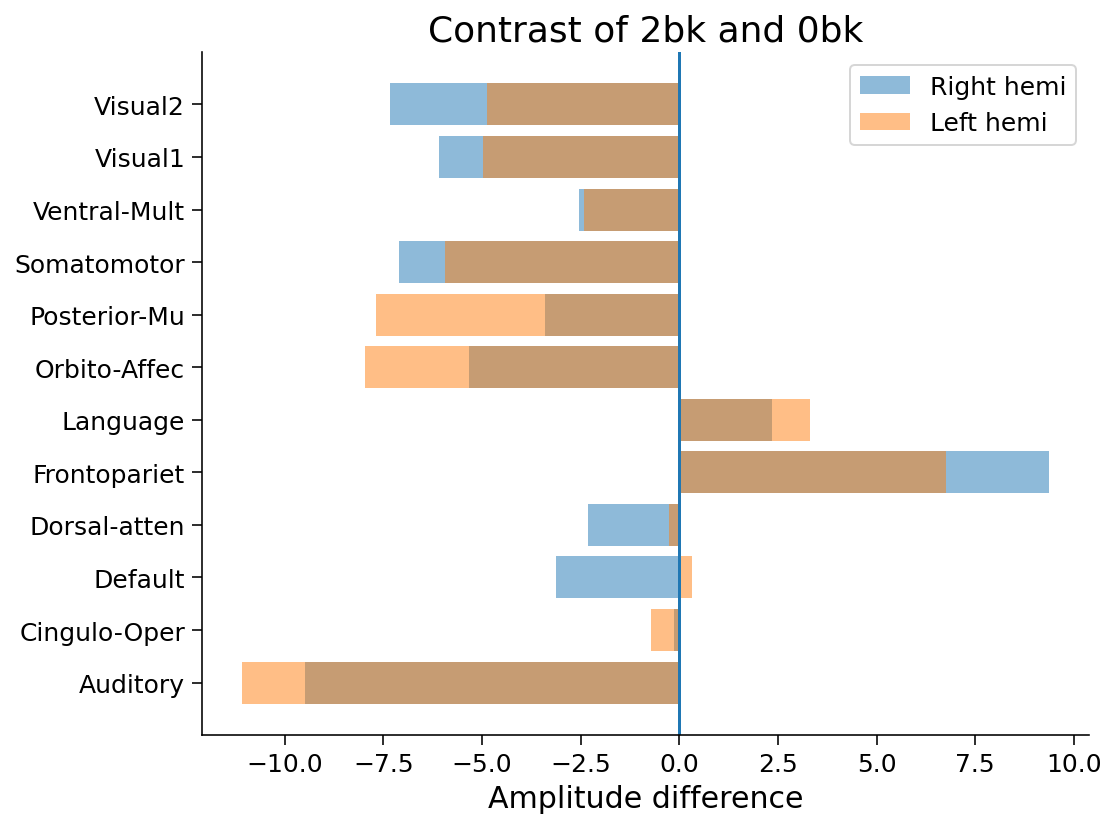 Contrast of 2bk and 0bk
Right hemi
Left hemi
Visual2
Visual1
Ventral-Mult
Somatomotor
Posterior-Mu
Orbito-Affec
Language
Frontopariet
Dorsal-atten
Default
Cingulo-Oper
Auditory
−10.0 −7.5 −5.0 −2.5 0.0 2.5 5.0 7.5 10.0
Amplitude difference